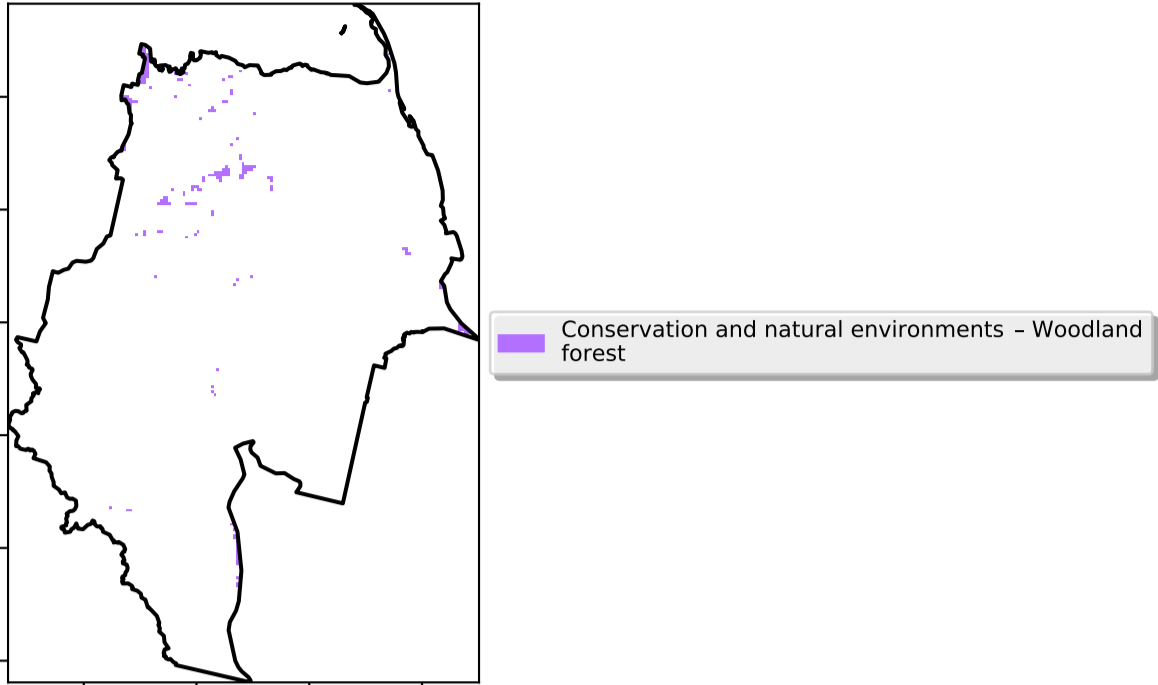 Conservation and natural environments – Woodland
forest